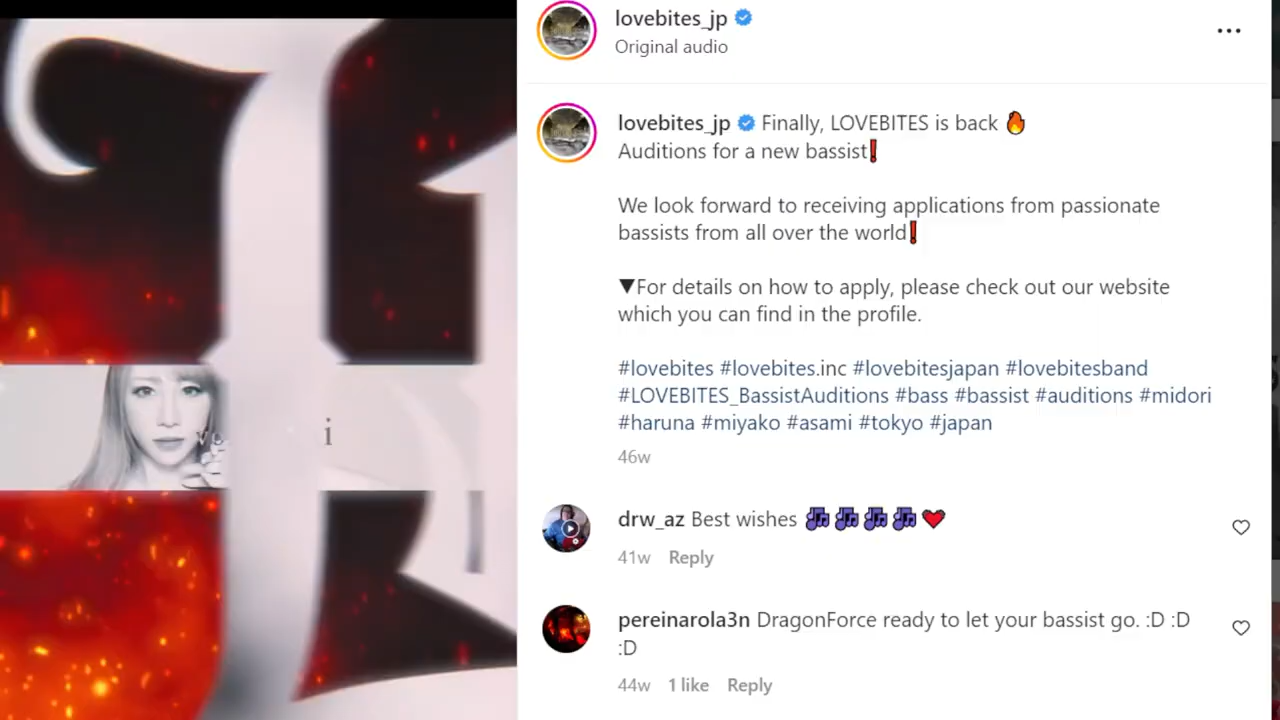 lovebites_jp
Original audio
lovebites_jp Finally, LOVEBITES is back 🔥
Auditions for a new bassist❗
We look forward to receiving applications from passionate
bassists from all over the world❗
▼For details on how to apply, please check out our website
which you can find in the profile.
#lovebites #lovebites.inc #lovebitesjapan #lovebitesband
#LOVEBITES_BassistAuditions #bass #bassist #auditions #midori
#haruna #miyako #asami #tokyo #japan
46w
drw_az Best wishes 🎶🎶🎶🎶❤️
41w Reply
pereinarola3n DragonForce ready to let your bassist go. :D :D
:D
44w 1 like Reply